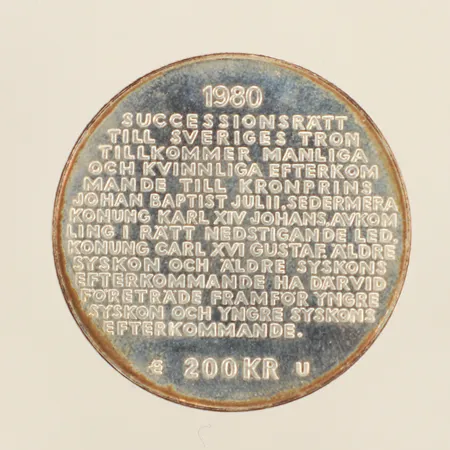 1980
SUCCESSIONSRÄTT
TILL SVERIGES TRON
TILLKOMMER MANLIGA
OCH KVINNLIGA EFTERKOM
MANDE TILL KRONPRINS
JOHAN BAPTIST JULII, SEDERMERA
KONUNG KARL XIV JOHANS, AVKOM
LING I RÄTT NEDSTIGANDE LED,
KONUNG CARL XVI GUSTAF. ÄLDRE
SYSKON OCH ÄLDRE SYSKONS
EFTERKOMMANDE HA DÄRVID
FÖRETRÄDE FRAMFÖR YNGRE
SYSKON OCH YNGRE SYSKONS
EFTERKOMMANDE.
200 KR U